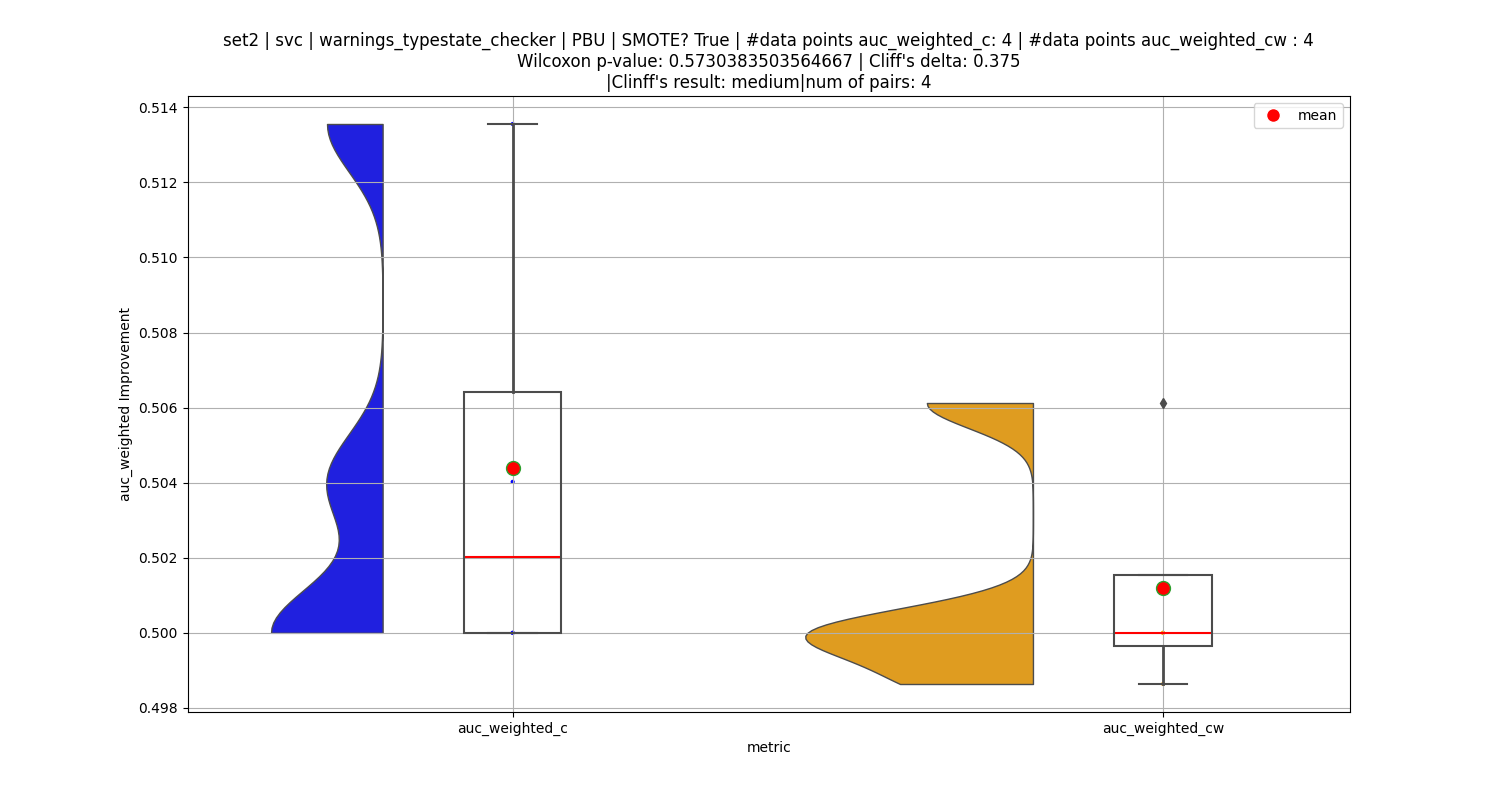 set2 | svc | warnings_typestate_checker | PBU | SMOTE? True | #data points auc_weighted_c: 4 | #data points auc_weighted_cw : 4
Wilcoxon p-value: 0.5730383503564667 | Cliff's delta: 0.375
|Clinff's result: medium|num of pairs: 4
mean
0.514
0.512
0.510
0.508
0.506
0.504
0.502
0.500
0.498
auc_weighted Improvement
auc_weighted_c
auc_weighted_cw
metric